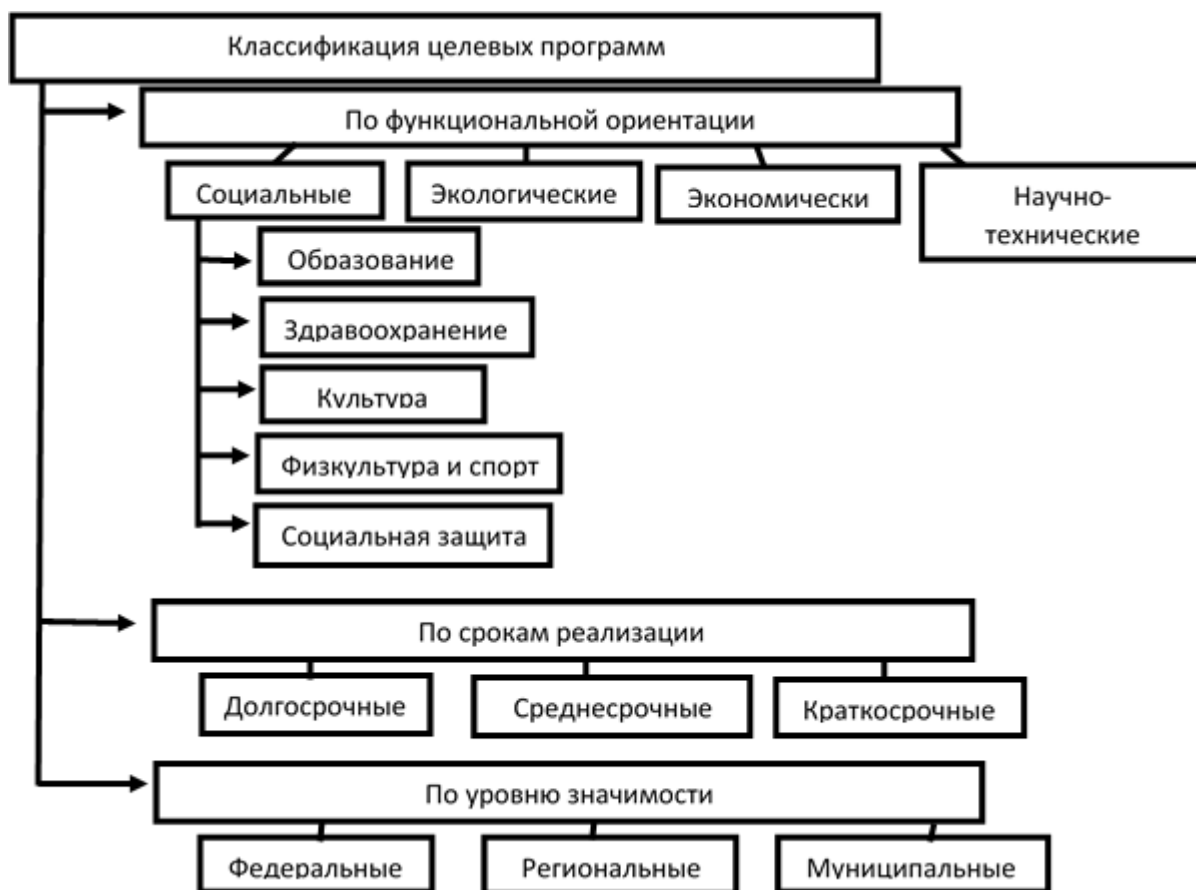 Классификация целевых программ
По функциональной ориентации
Социальные
Экологические
Экономически
Научно-
технические
Образование
Здравоохранение
Культура
Физкультура и спорт
Социальная защита
По срокам реализации
Долгосрочные
Среднесрочные
Краткосрочные
По уровню значимости
Федеральные
Региональные
Муниципальные